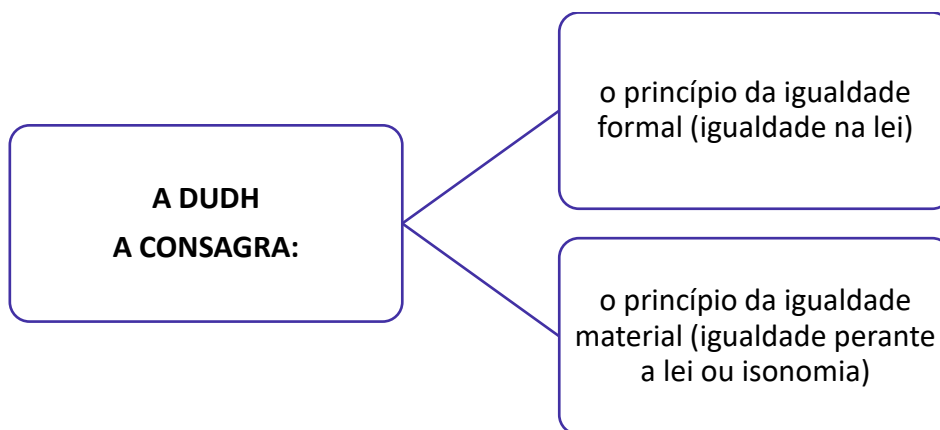 A DUDH
A CONSAGRA:
o princípio da igualdade
formal (igualdade na lei)
o princípio da igualdade
material (igualdade perante
a lei ou isonomia)